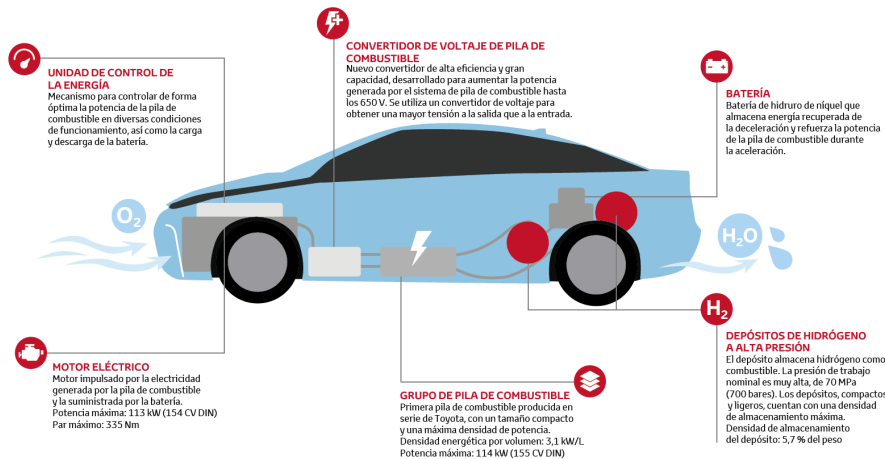 UNIDAD DE CONTROL DE
LA ENERGÍA
Mecanismo para controlar de forma
óptima la potencia de la pila de
combustible en diversas condiciones
de funcionamiento, así como la carga
y descarga de la batería.
CONVERTIDOR DE VOLTAJE DE PILA DE
COMBUSTIBLE
Nuevo convertidor de alta eficiencia y gran
capacidad, desarrollado para aumentar la potencia
generada por el sistema de pila de combustible hasta
los 650 V. Se utiliza un convertidor de voltaje para
obtener una mayor tensión a la salida que a la entrada.
BATERÍA
Batería de hidruro de níquel que
almacena energía recuperada de
la deceleración y refuerza la potencia
de la pila de combustible durante
la aceleración.
O₂
H₂O
MOTOR ELÉCTRICO
Motor impulsado por la electricidad
generada por la pila de combustible
y la suministrada por la batería.
Potencia máxima: 113 kW (154 CV DIN)
Par máximo: 335 Nm
GRUPO DE PILA DE COMBUSTIBLE
Primera pila de combustible producida en
serie de Toyota, con un tamaño compacto
y una máxima densidad de potencia.
Densidad energética por volumen: 3,1 kW/L
Potencia máxima: 114 kW (155 CV DIN)
H₂
DEPÓSITOS DE HIDRÓGENO
A ALTA PRESIÓN
El depósito almacena hidrógeno como
combustible. La presión de trabajo
nominal es muy alta, de 70 MPa
(700 bares). Los depósitos, compactos
y ligeros, cuentan con una densidad
de almacenamiento máxima.
Densidad de almacenamiento
del depósito: 5,7 % del peso